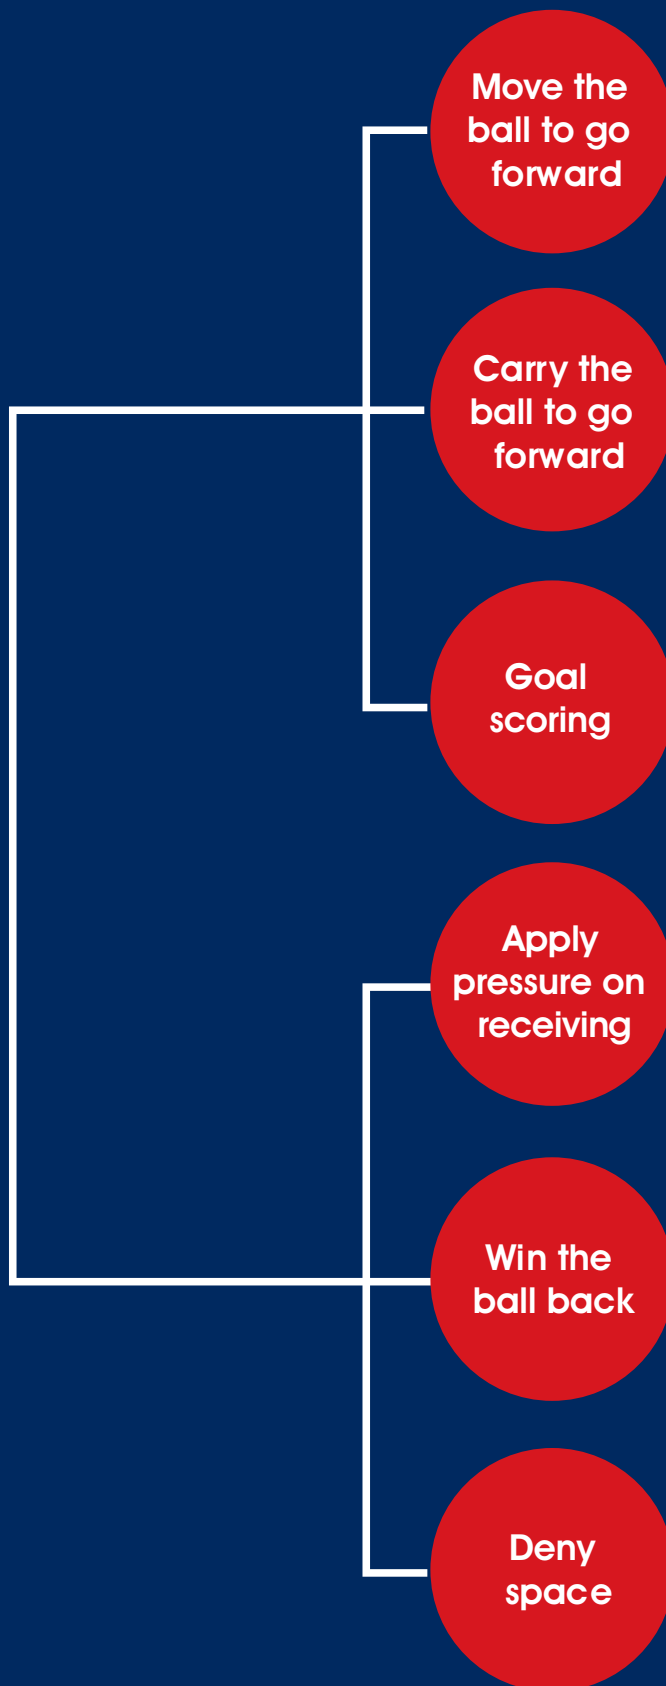 Move the
ball to go
forward
Carry the
ball to go
forward
Goal
scoring
Apply
pressure on
receiving
Win the
ball back
Deny
space